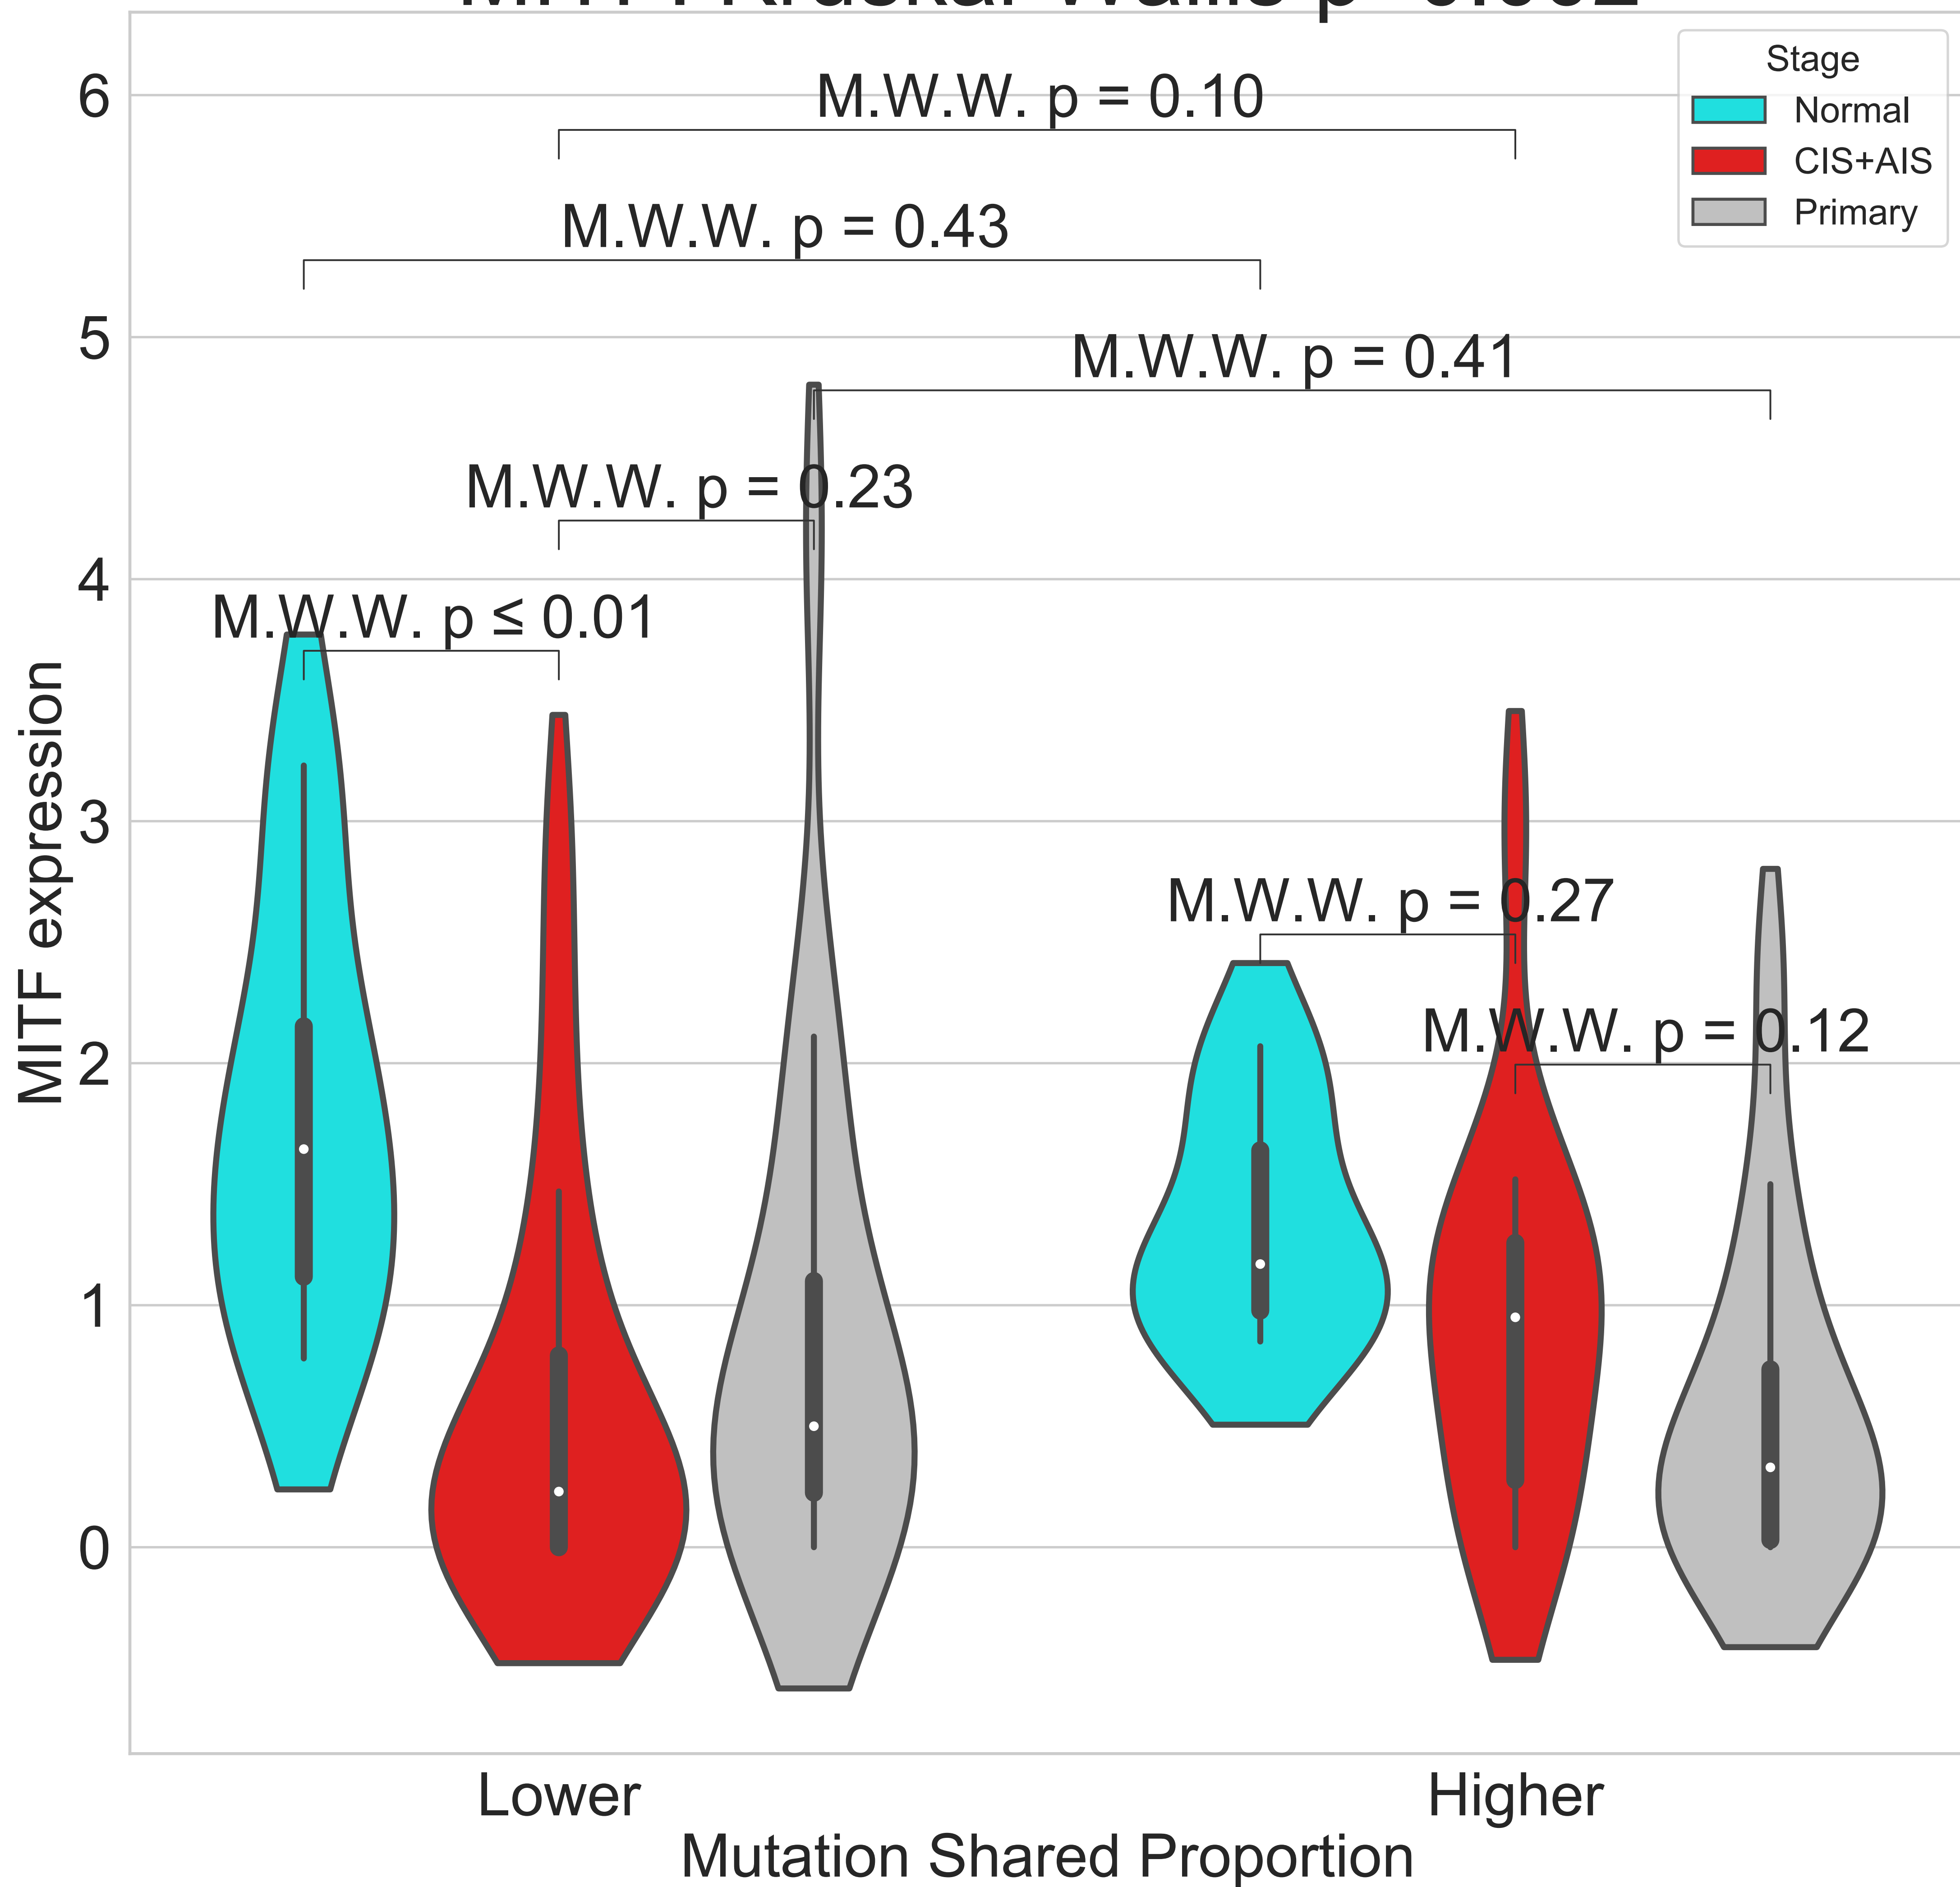 Stage
Normal
CIS+AIS
Primary
M.W.W. p = 0.10
M.W.W. p = 0.43
M.W.W. p = 0.41
M.W.W. p = 0.23
M.W.W. p ≤ 0.01
M.W.W. p = 0.27
M.W.W. p = 0.12
6
5
4
3
2
1
0
MITF expression
Lower
Higher
Mutation Shared Proportion